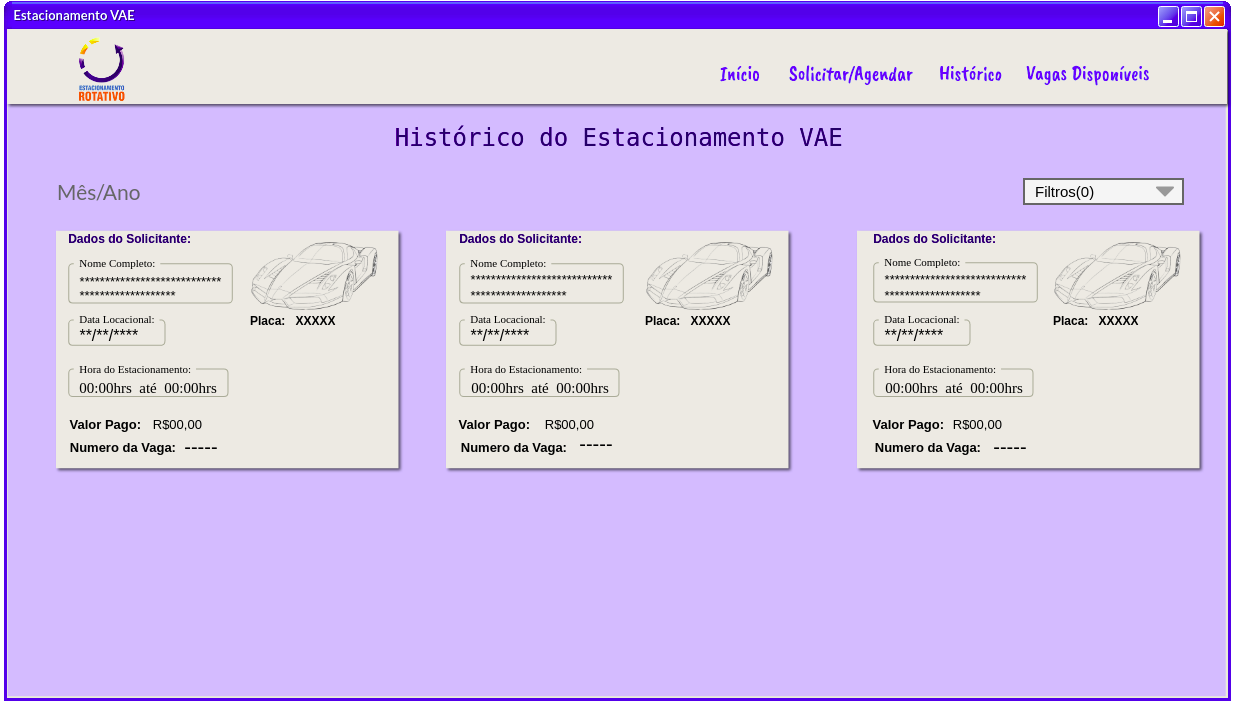 Estacionamento VAE
ESTACIONAMENTO
ROTATIVO
Início Solicitar/Agendar Histórico Vagas Disponíveis
Histórico do Estacionamento VAE
Mês/Ano
Filtros(0)
Dados do Solicitante:
Nome Completo:
****************************
*******************
Placa: XXXXX
Data Locacional:
**/**/****
Hora do Estacionamento:
00:00hrs até 00:00hrs
Valor Pago: R$00,00
Numero da Vaga: -----
Dados do Solicitante:
Nome Completo:
****************************
*******************
Placa: XXXXX
Data Locacional:
**/**/****
Hora do Estacionamento:
00:00hrs até 00:00hrs
Valor Pago: R$00,00
Numero da Vaga: -----
Dados do Solicitante:
Nome Completo:
****************************
*******************
Placa: XXXXX
Data Locacional:
**/**/****
Hora do Estacionamento:
00:00hrs até 00:00hrs
Valor Pago: R$00,00
Numero da Vaga: -----